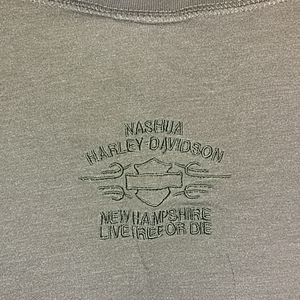 NASHUA
HARLEY-DAVIDSON
NEW HAMPSHIRE
LIVE FREE OR DIE